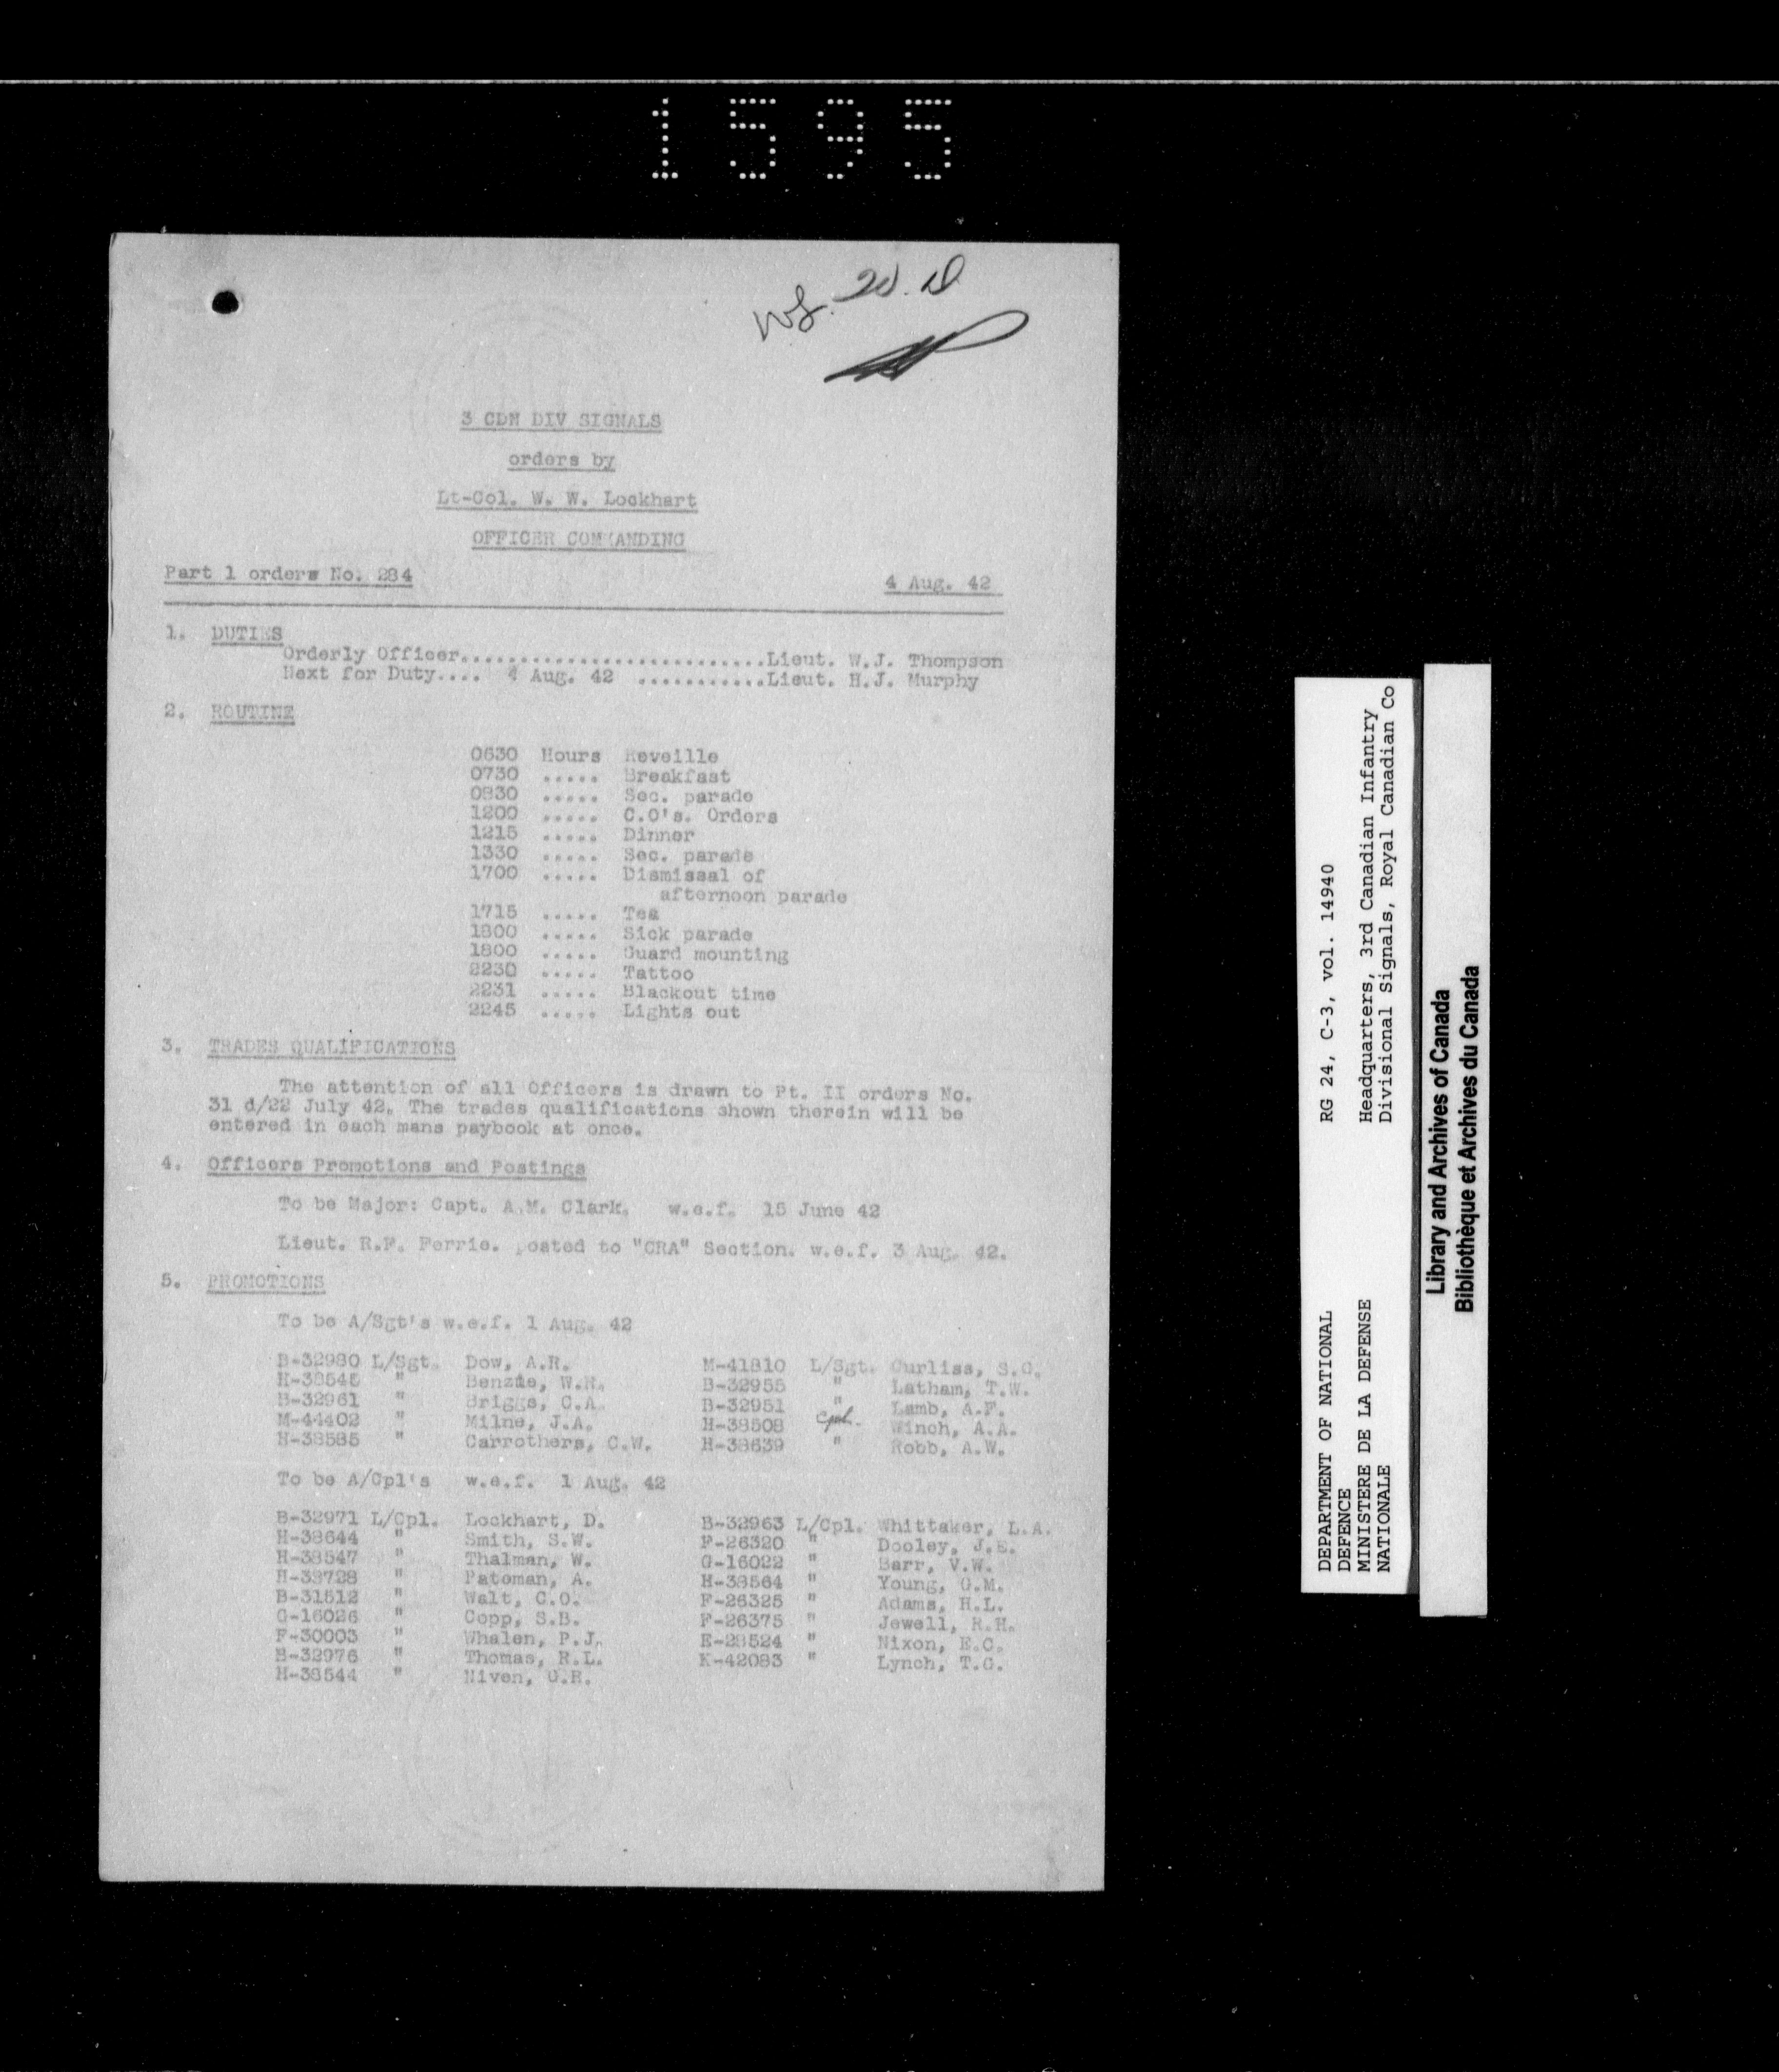 1595
3 CDN DIV SIGNALS
orders by
Lt-Col. W. W. Lockhart
OFFICER COMMANDING
Part 1 orders No. 284
4 Aug. 42
1. DUTIES
Orderly Officer..........................Lieut. W.J. Thompson
Next for Duty.... 4 Aug. 42 ...........Lieut. H.J. Murphy
2. ROUTINE
0630 Hours Reveille
0730 ..... Breakfast
0830 ..... Sec. parade
1200 ..... C.O's. Orders
1215 ..... Dinner
1330 ..... Sec. parade
1700 ..... Dismissal of
afternoon parade
1715 ..... Tea
1800 ..... Sick parade
1800 ..... Guard mounting
2230 ..... Tattoo
2231 ..... Blackout time
2245 ..... Lights out
3. TRADES QUALIFICATIONS
The attention of all Officers is drawn to Pt. II orders No.
31 d/22 July 42. The trades qualifications shown therein will be
entered in each mans paybook at once.
4. Officers Promotions and Postings
To be Major: Capt. A.M. Clark. w.e.f. 15 June 42
Lieut. R.F. Ferrie. posted to "CRA" Section. w.e.f. 3 Aug. 42.
5. PROMOTIONS
To be A/Sgt's w.e.f. 1 Aug. 42
B-32980 L/Sgt. Dow, A.R. M-41810 L/Sgt. Curliss, S.C.
H-38545 " Benzie, W.N. B-32955 " Latham, T.W.
B-32961 " Briggs, C.A. B-32951 " Lamb, A.F.
M-44402 " Milne, J.A. H-38508 Cpl. Winch, A.A.
H-38585 " Carrothers, C.W. H-38639 " Robb, A.W.
To be A/Cpl's w.e.f. 1 Aug. 42
B-32971 L/Cpl. Lockhart, D. B-32963 L/Cpl. Whittaker, L.A.
H-38644 " Smith, S.W. F-26320 " Dooley, J.E.
H-38547 " Thalman, W. G-16022 " Barr, V.W.
H-38728 " Pateman, A. H-38564 " Young, G.M.
B-31512 " Walt, C.O. F-26325 " Adams, H.L.
G-16026 " Copp, S.B. F-26375 " Jewell, R.H.
F-30003 " Whalen, P.J. E-28524 " Nixon, E.C.
B-32976 " Thomas, R.L. K-42083 " Lynch, T.G.
H-38544 " Niven, G.R.
DEPARTMENT OF NATIONAL
DEFENCE
MINISTERE DE LA DEFENSE
NATIONALE
RG 24, C-3, vol. 14940
Headquarters, 3rd Canadian Infantry
Divisional Signals, Royal Canadian Co
Library and Archives of Canada
Bibliothèque et Archives du Canada